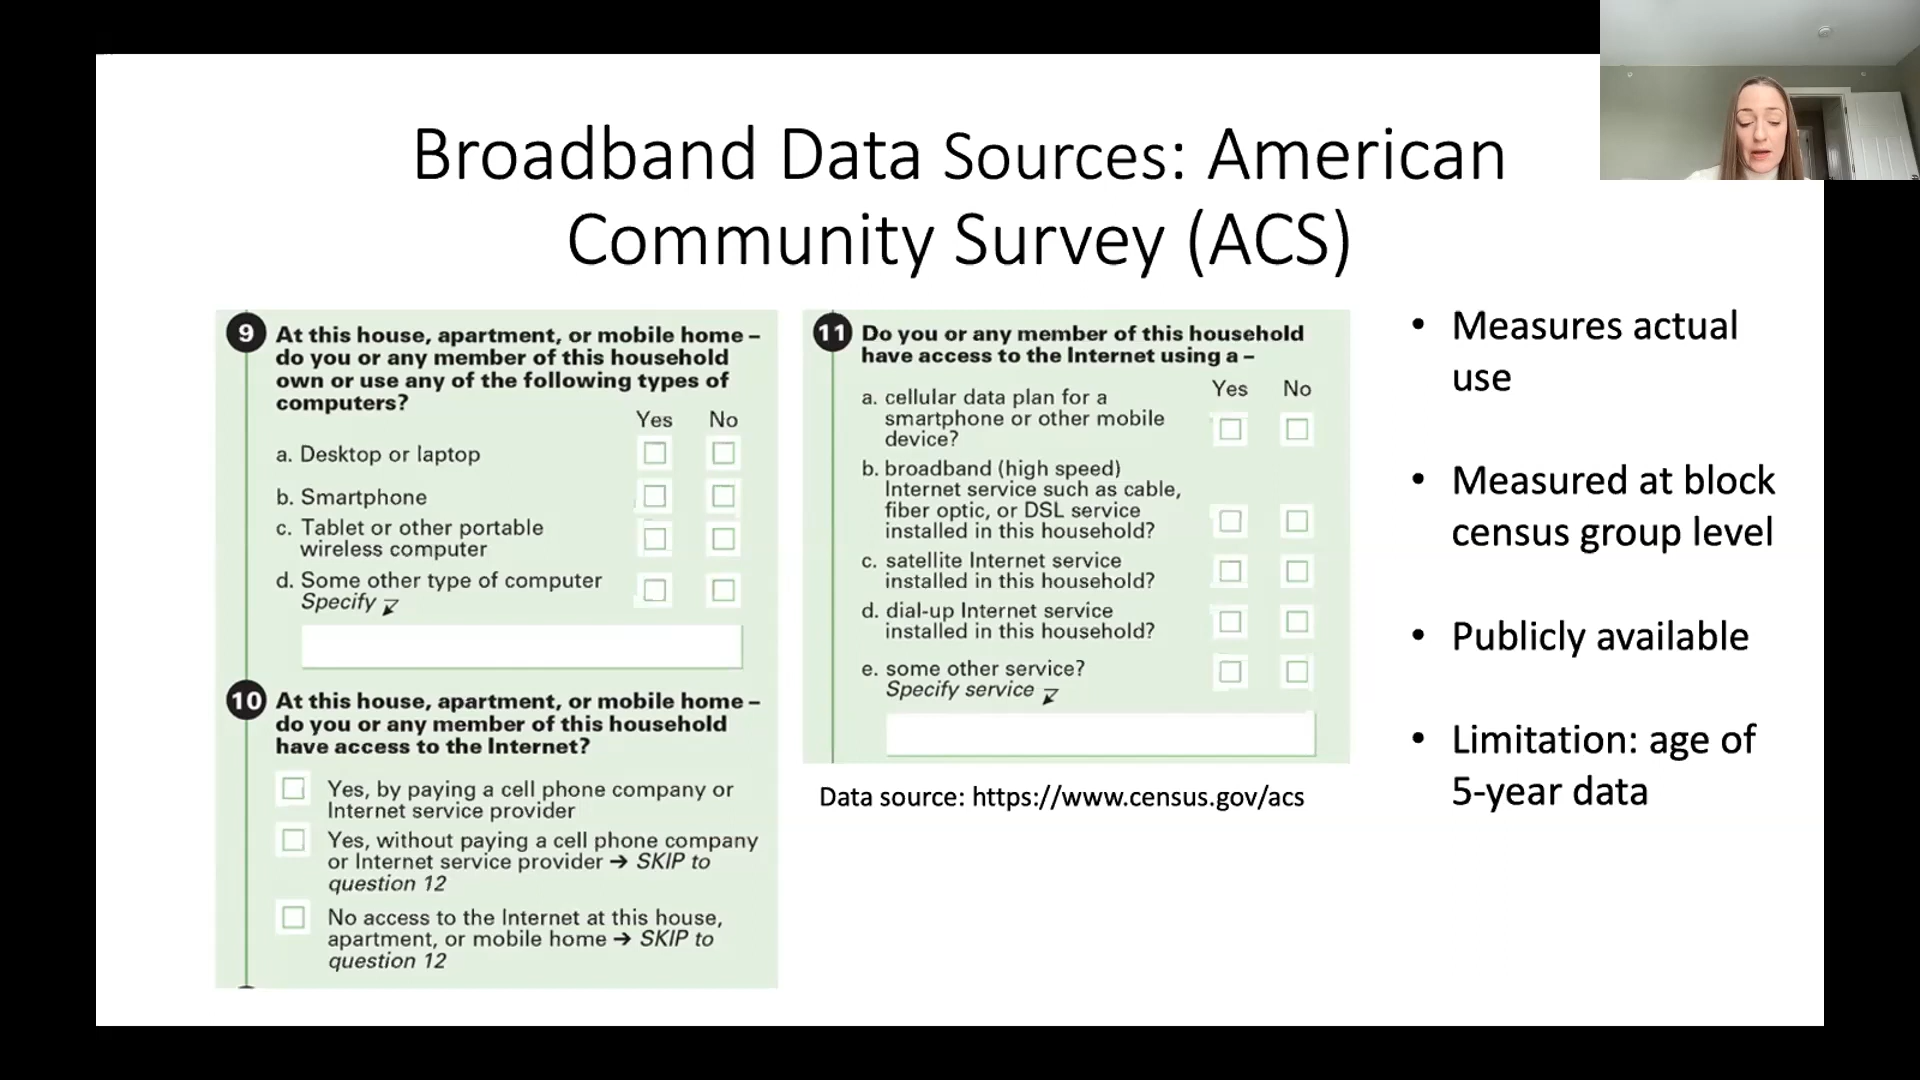 Broadband Data Sources: American
Community Survey (ACS)
9 At this house, apartment, or mobile home –
do you or any member of this household
own or use any of the following types of
computers?
Yes No
a. Desktop or laptop
b. Smartphone
c. Tablet or other portable
wireless computer
d. Some other type of computer
Specify
10 At this house, apartment, or mobile home –
do you or any member of this household
have access to the Internet?
Yes, by paying a cell phone company or
Internet service provider
Yes, without paying a cell phone company
or Internet service provider → SKIP to
question 12
No access to the Internet at this house,
apartment, or mobile home → SKIP to
question 12
11 Do you or any member of this household
have access to the Internet using a –
Yes No
a. cellular data plan for a
smartphone or other mobile
device?
b. broadband (high speed)
Internet service such as cable,
fiber optic, or DSL service
installed in this household?
c. satellite Internet service
installed in this household?
d. dial-up Internet service
installed in this household?
e. some other service?
Specify service
Data source: https://www.census.gov/acs
• Measures actual
use
• Measured at block
census group level
• Publicly available
• Limitation: age of
5-year data